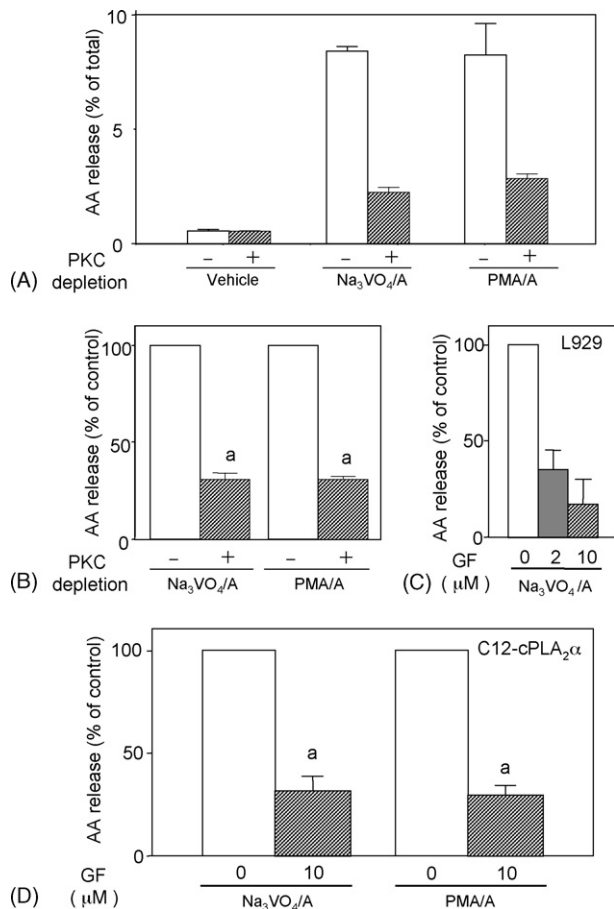 10
AA release (% of total)
5
0
PKC depletion
– + – + – +
(A)
Vehicle Na₃VO₄/A PMA/A
100
AA release (% of control)
50
a a
0
PKC depletion
– + – +
(B)
Na₃VO₄/A PMA/A
L929
100
AA release (% of control)
50
0
GF 0 2 10
(C) ( μM ) Na₃VO₄/A
C12-cPLA₂α
100
AA release (% of control)
50
a a
0
GF 0 10 0 10
(D) ( μM ) Na₃VO₄/A PMA/A